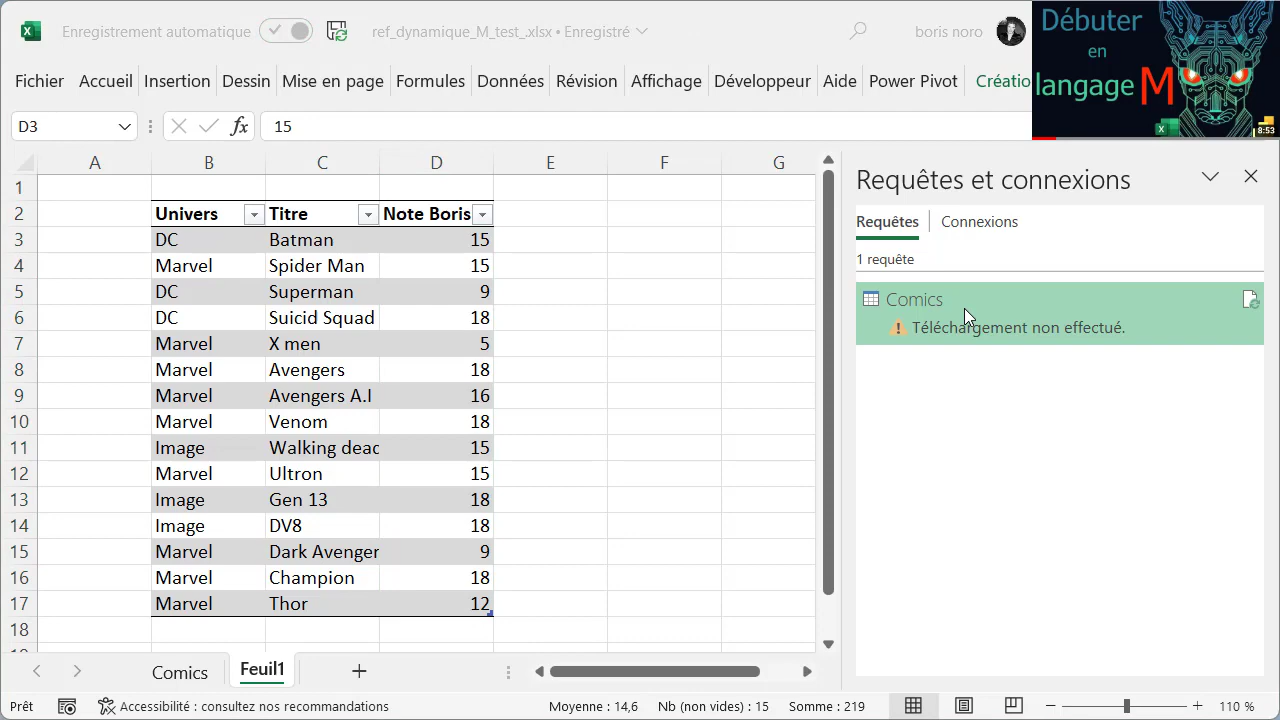 Enregistrement automatique
ef_dynamique_M_test_xlsx • Enregistré
boris noro
Débuter
en
langage M
8:53
Fichier Accueil Insertion Dessin Mise en page Formules Données Révision Affichage Développeur Aide Power Pivot Créatio
D3 fx 15
A B C D E F G
1
2 Univers Titre Note Boris
3 DC Batman 15
4 Marvel Spider Man 15
5 DC Superman 9
6 DC Suicid Squad 18
7 Marvel X men 5
8 Marvel Avengers 18
9 Marvel Avengers A.I 16
10 Marvel Venom 18
11 Image Walking dead 15
12 Marvel Ultron 15
13 Image Gen 13 18
14 Image DV8 18
15 Marvel Dark Avenger 9
16 Marvel Champion 18
17 Marvel Thor 12
18
Requêtes et connexions
Requêtes Connexions
1 requête
Comics
Téléchargement non effectué.
Comics Feuil1
Prêt Accessibilité : consultez nos recommandations Moyenne : 14,6 Nb (non vides) : 15 Somme : 219 110 %